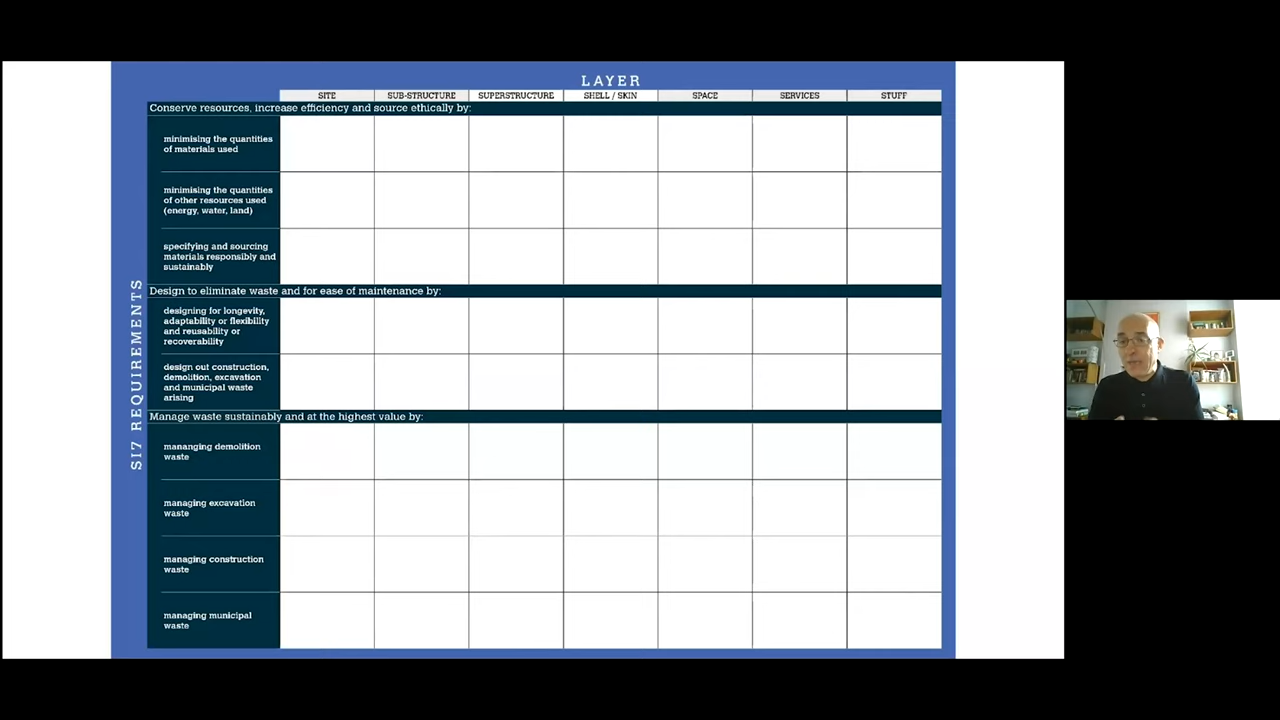 LAYER
SITE SUB-STRUCTURE SUPERSTRUCTURE SHELL / SKIN SPACE SERVICES STUFF
SI7 REQUIREMENTS
Conserve resources, increase efficiency and source ethically by:
minimising the quantities
of materials used
minimising the quantities
of other resources used
(energy, water, land)
specifying and sourcing
materials responsibly and
sustainably
Design to eliminate waste and for ease of maintenance by:
designing for longevity,
adaptability or flexibility
and reusability or
recoverability
design out construction,
demolition, excavation
and municipal waste
arising
Manage waste sustainably and at the highest value by:
mananging demolition
waste
managing excavation
waste
managing construction
waste
managing municipal
waste